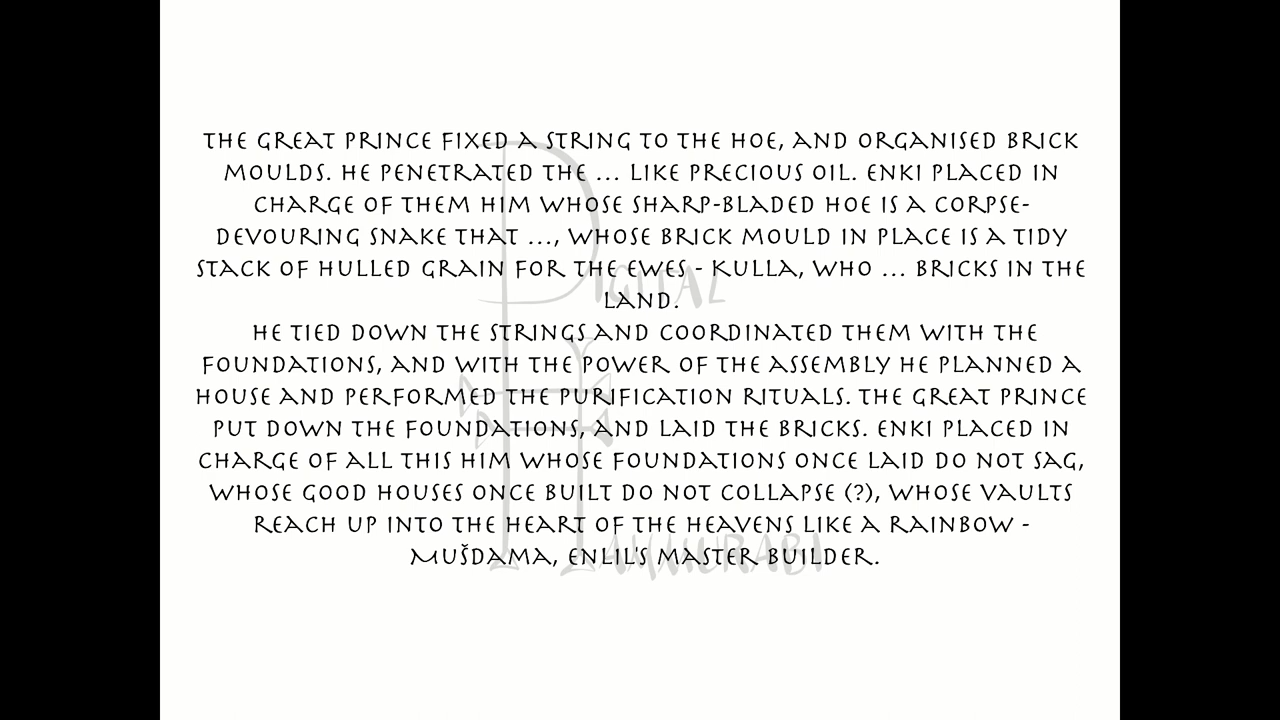 THE GREAT PRINCE FIXED A STRING TO THE HOE, AND ORGANISED BRICK
MOULDS. HE PENETRATED THE ... LIKE PRECIOUS OIL. ENKI PLACED IN
CHARGE OF THEM HIM WHOSE SHARP-BLADED HOE IS A CORPSE-
DEVOURING SNAKE THAT ..., WHOSE BRICK MOULD IN PLACE IS A TIDY
STACK OF HULLED GRAIN FOR THE EWES - KULLA, WHO ... BRICKS IN THE
LAND.
HE TIED DOWN THE STRINGS AND COORDINATED THEM WITH THE
FOUNDATIONS, AND WITH THE POWER OF THE ASSEMBLY HE PLANNED A
HOUSE AND PERFORMED THE PURIFICATION RITUALS. THE GREAT PRINCE
PUT DOWN THE FOUNDATIONS, AND LAID THE BRICKS. ENKI PLACED IN
CHARGE OF ALL THIS HIM WHOSE FOUNDATIONS ONCE LAID DO NOT SAG,
WHOSE GOOD HOUSES ONCE BUILT DO NOT COLLAPSE (?), WHOSE VAULTS
REACH UP INTO THE HEART OF THE HEAVENS LIKE A RAINBOW -
MUŠDAMA, ENLIL'S MASTER BUILDER.
DIGITAL
HAMMURABI